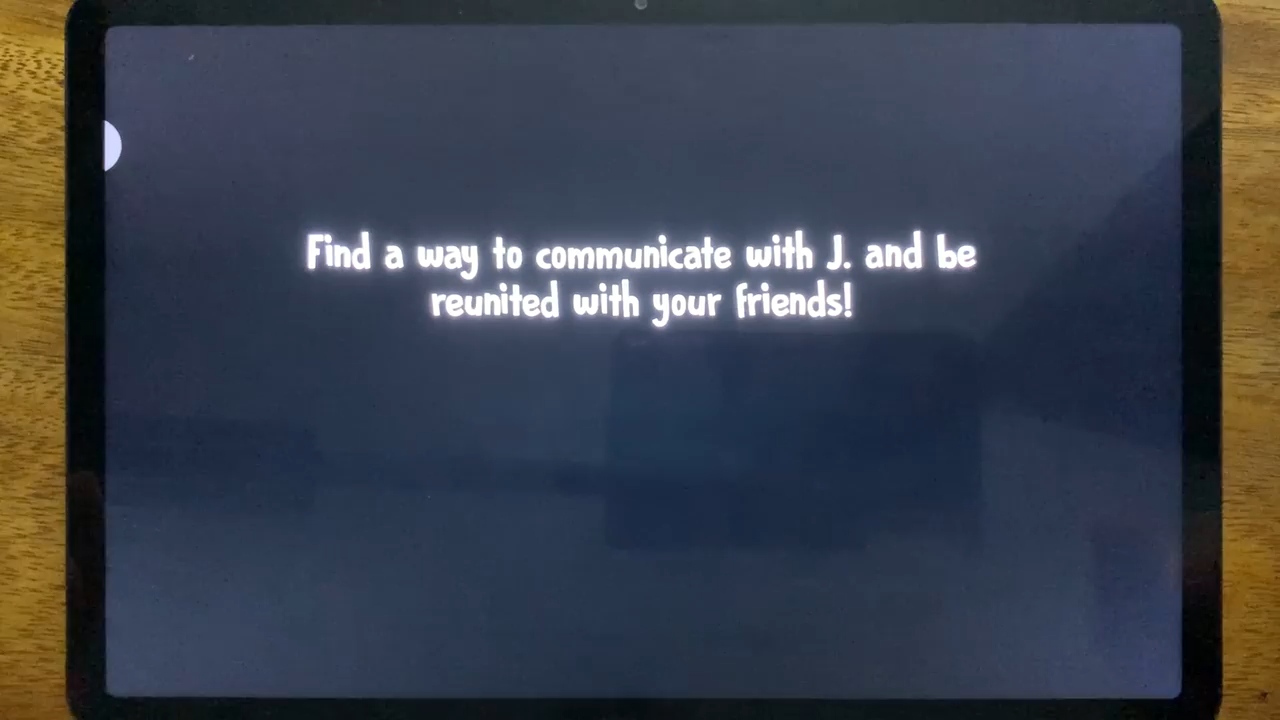 Find a way to communicate with J. and be
reunited with your friends!